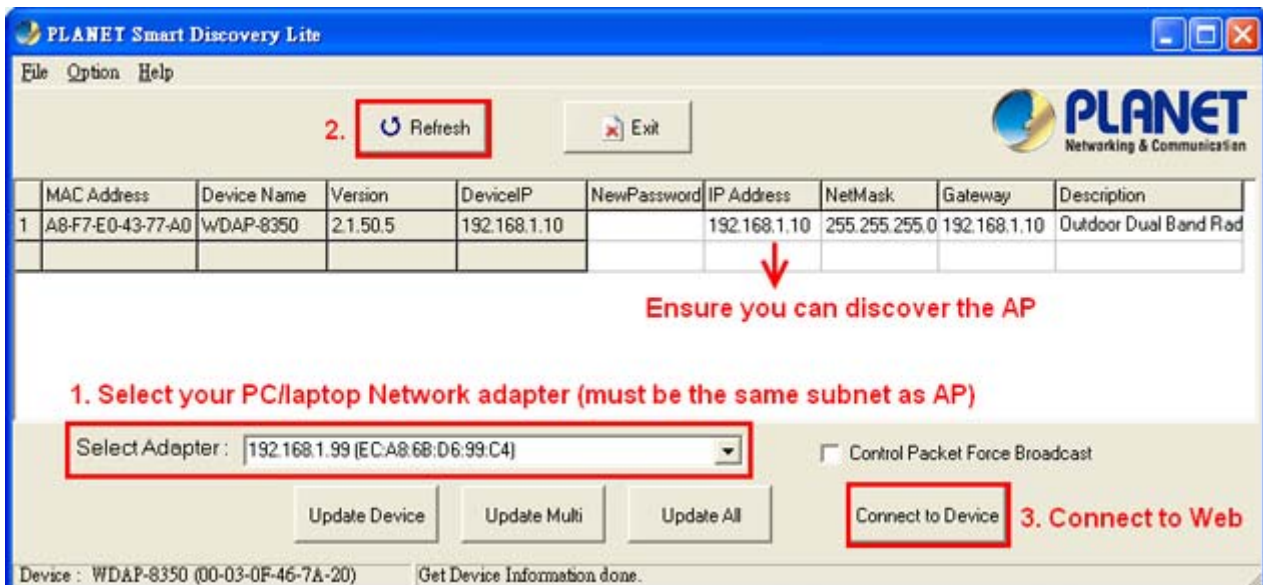 PLANET Smart Discovery Lite
File Option Help
2. Refresh Exit
PLANET
Networking & Communication
MAC Address Device Name Version DeviceIP NewPassword IP Address NetMask Gateway Description
1 A8-F7-E0-43-77-A0 WDAP-8350 2.1.50.5 192.168.1.10 192.168.1.10 255.255.255.0 192.168.1.10 Outdoor Dual Band Rad
Ensure you can discover the AP
1. Select your PC/laptop Network adapter (must be the same subnet as AP)
Select Adapter : 192.168.1.99 (EC:A8:6B:D6:99:C4) Control Packet Force Broadcast
Update Device Update Multi Update All Connect to Device 3. Connect to Web
Device : WDAP-8350 (00-03-0F-46-7A-20) Get Device Information done.